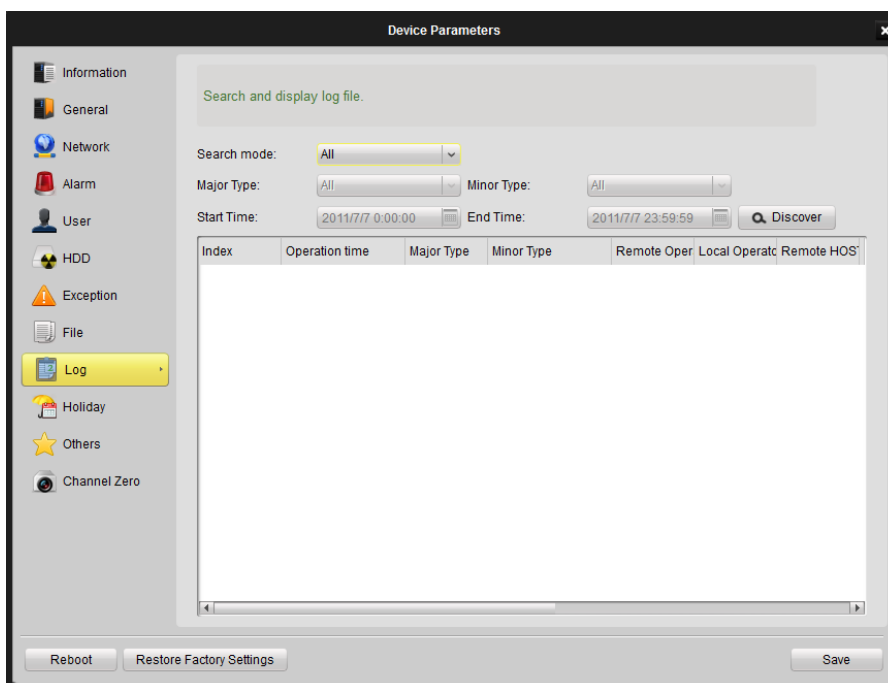 Device Parameters
Information
General
Network
Alarm
User
HDD
Exception
File
Log
Holiday
Others
Channel Zero
Search and display log file.
Search mode: All
Major Type: All Minor Type: All
Start Time: 2011/7/7 0:00:00 End Time: 2011/7/7 23:59:59 Discover
Index Operation time Major Type Minor Type Remote Oper Local Operatc Remote HOST
Reboot Restore Factory Settings Save